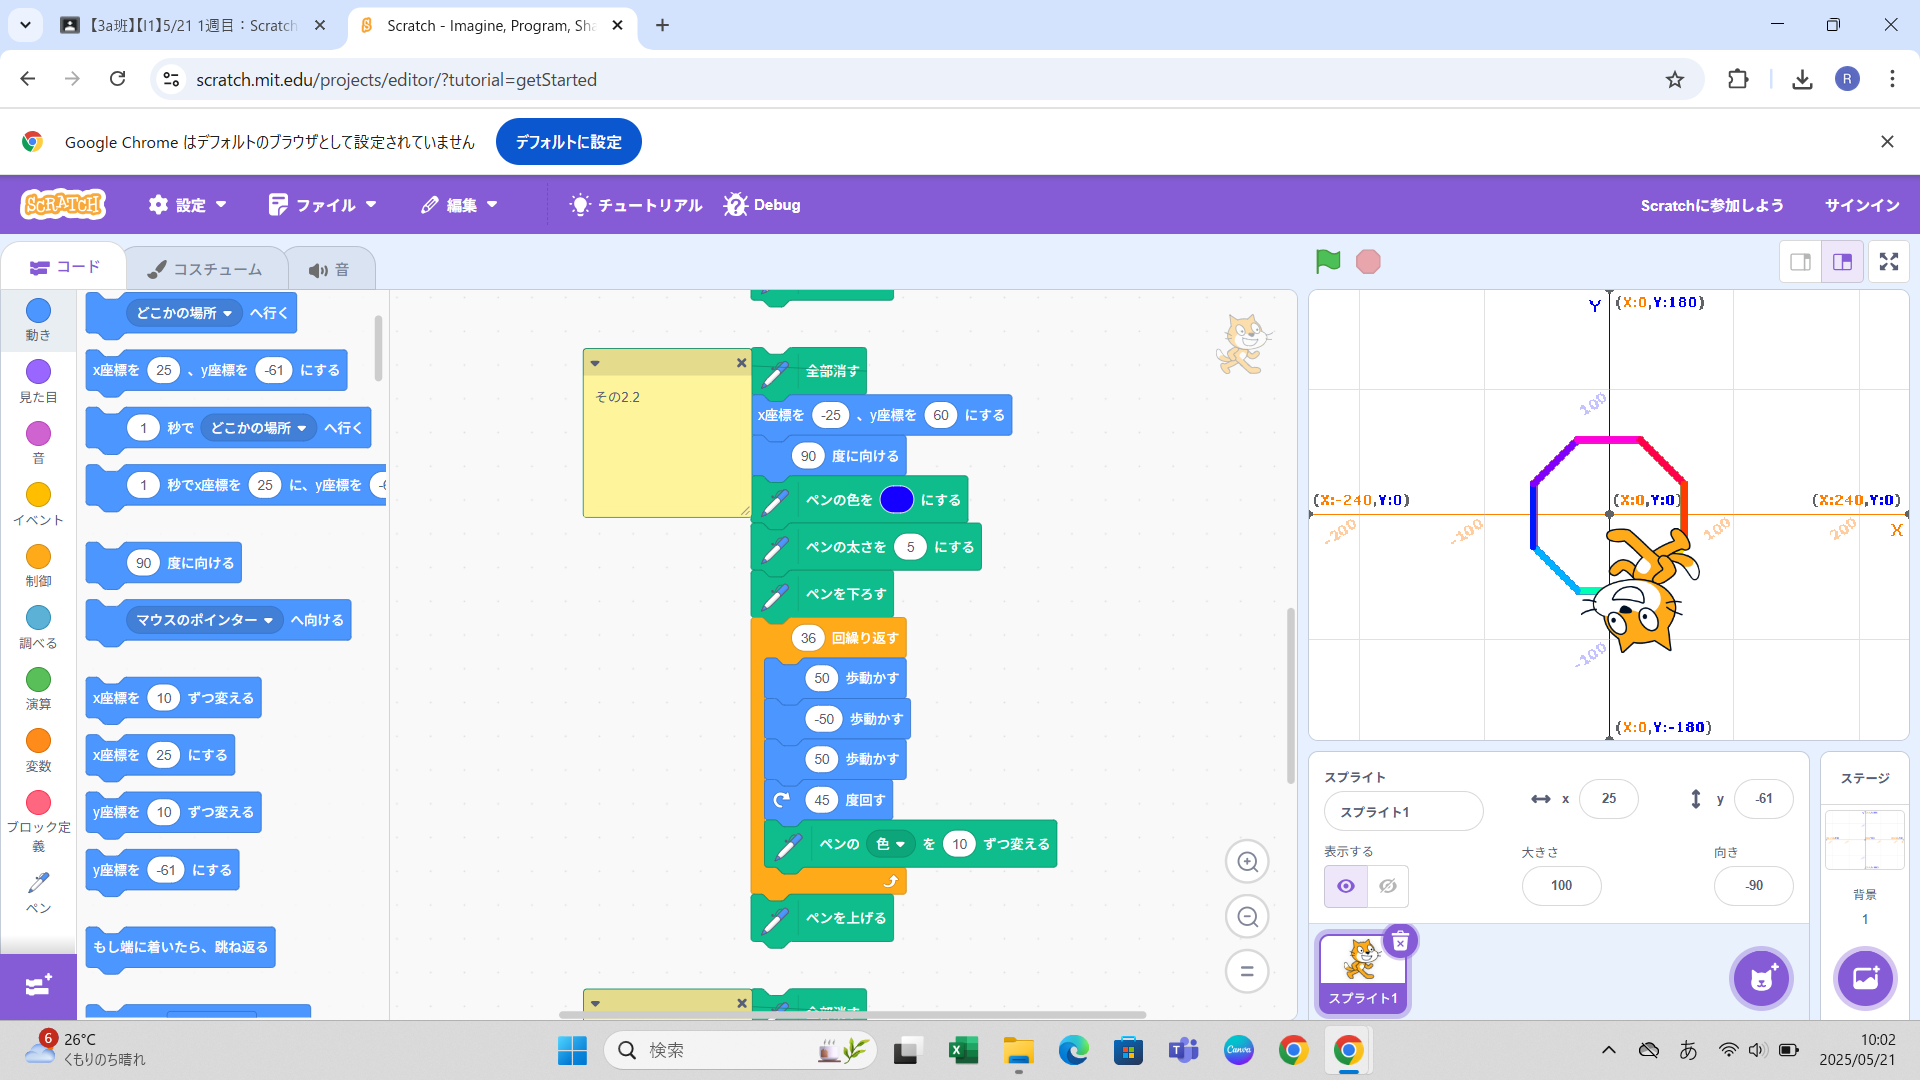 【3a班】【I1】5/21 1週目：Scratch
Scratch - Imagine, Program, Sha
scratch.mit.edu/projects/editor/?tutorial=getStarted
R
Google Chrome はデフォルトのブラウザとして設定されていません
デフォルトに設定
SCRATCH
設定
ファイル
編集
チュートリアル
Debug
Scratchに参加しよう
サインイン
コード
コスチューム
音
動き
見た目
音
イベント
制御
調べる
演算
変数
ブロック定
義
ペン
どこかの場所 へ行く
x座標を 25 、y座標を -61 にする
1 秒で どこかの場所 へ行く
1 秒でx座標を 25 に、y座標を
90 度に向ける
マウスのポインター へ向ける
x座標を 10 ずつ変える
x座標を 25 にする
y座標を 10 ずつ変える
y座標を -61 にする
もし端に着いたら、跳ね返る
その2.2
全部消す
x座標を -25 、y座標を 60 にする
90 度に向ける
ペンの色を にする
ペンの太さを 5 にする
ペンを下ろす
36 回繰り返す
50 歩動かす
-50 歩動かす
50 歩動かす
45 度回す
ペンの 色 を 10 ずつ変える
ペンを上げる
全部消す
Y (X:0,Y:180)
100
(X:-240,Y:0)
(X:0,Y:0)
(X:240,Y:0)
-200
-100
100
200
X
-100
(X:0,Y:-180)
スプライト
スプライト1
x 25
y -61
表示する
大きさ
100
向き
-90
スプライト1
ステージ
背景
1
6
26°C
くもりのち晴れ
検索
Canva
あ
10:02
2025/05/21